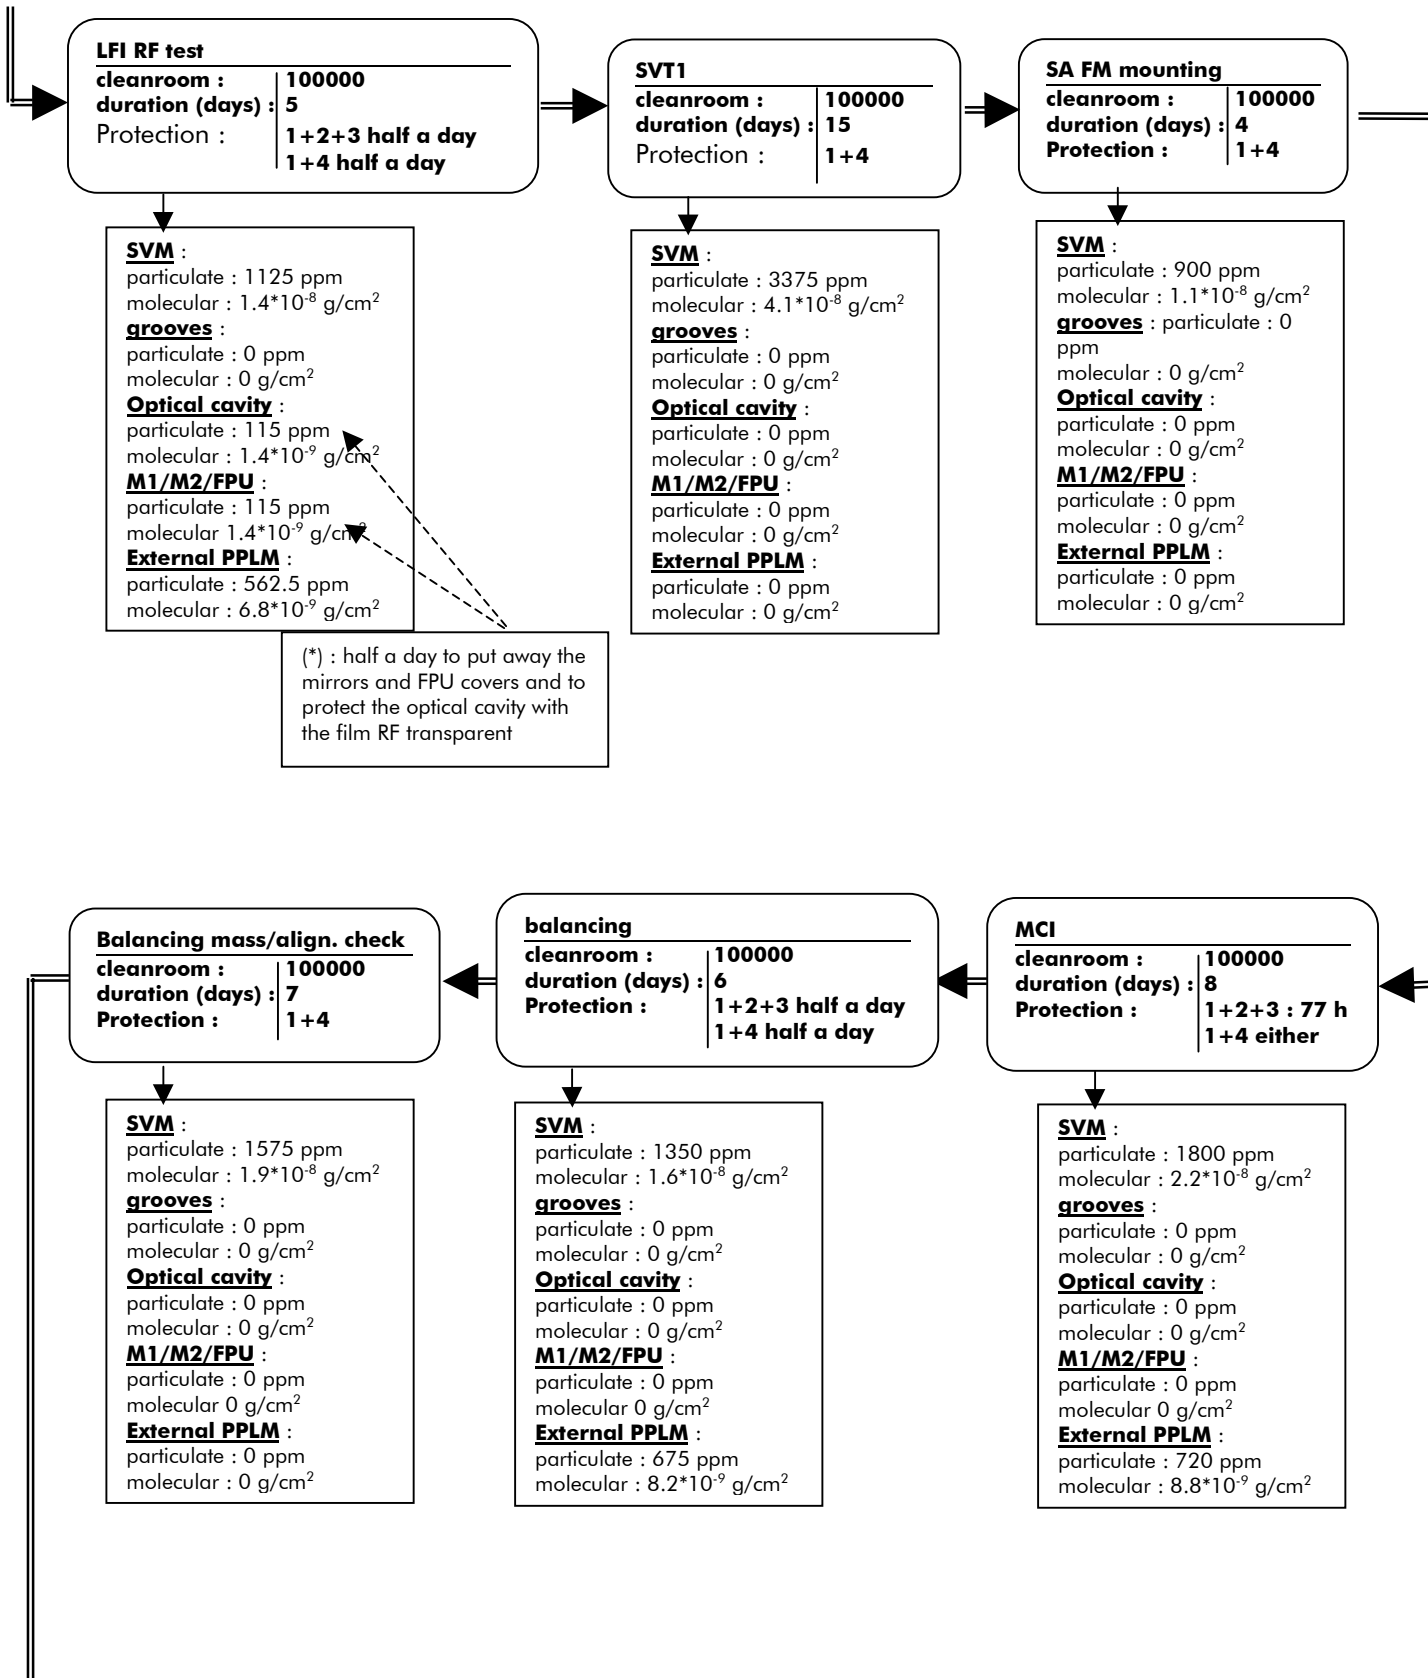 LFI RF test
cleanroom : 100000
duration (days) : 5
Protection : 1+2+3 half a day
1+4 half a day
SVM :
particulate : 1125 ppm
molecular : 1.4*10⁻⁸ g/cm²
grooves :
particulate : 0 ppm
molecular : 0 g/cm²
Optical cavity :
particulate : 115 ppm
molecular : 1.4*10⁻⁹ g/cm²
M1/M2/FPU :
particulate : 115 ppm
molecular 1.4*10⁻⁹ g/cm²
External PPLM :
particulate : 562.5 ppm
molecular : 6.8*10⁻⁹ g/cm²
(*) : half a day to put away the
mirrors and FPU covers and to
protect the optical cavity with
the film RF transparent
SVT1
cleanroom : 100000
duration (days) : 15
Protection : 1+4
SVM :
particulate : 3375 ppm
molecular : 4.1*10⁻⁸ g/cm²
grooves :
particulate : 0 ppm
molecular : 0 g/cm²
Optical cavity :
particulate : 0 ppm
molecular : 0 g/cm²
M1/M2/FPU :
particulate : 0 ppm
molecular : 0 g/cm²
External PPLM :
particulate : 0 ppm
molecular : 0 g/cm²
SA FM mounting
cleanroom : 100000
duration (days) : 4
Protection : 1+4
SVM :
particulate : 900 ppm
molecular : 1.1*10⁻⁸ g/cm²
grooves : particulate : 0
ppm
molecular : 0 g/cm²
Optical cavity :
particulate : 0 ppm
molecular : 0 g/cm²
M1/M2/FPU :
particulate : 0 ppm
molecular : 0 g/cm²
External PPLM :
particulate : 0 ppm
molecular : 0 g/cm²
Balancing mass/align. check
cleanroom : 100000
duration (days) : 7
Protection : 1+4
SVM :
particulate : 1575 ppm
molecular : 1.9*10⁻⁸ g/cm²
grooves :
particulate : 0 ppm
molecular : 0 g/cm²
Optical cavity :
particulate : 0 ppm
molecular : 0 g/cm²
M1/M2/FPU :
particulate : 0 ppm
molecular 0 g/cm²
External PPLM :
particulate : 0 ppm
molecular : 0 g/cm²
balancing
cleanroom : 100000
duration (days) : 6
Protection : 1+2+3 half a day
1+4 half a day
SVM :
particulate : 1350 ppm
molecular : 1.6*10⁻⁸ g/cm²
grooves :
particulate : 0 ppm
molecular : 0 g/cm²
Optical cavity :
particulate : 0 ppm
molecular : 0 g/cm²
M1/M2/FPU :
particulate : 0 ppm
molecular 0 g/cm²
External PPLM :
particulate : 675 ppm
molecular : 8.2*10⁻⁹ g/cm²
MCI
cleanroom : 100000
duration (days) : 8
Protection : 1+2+3 : 77 h
1+4 either
SVM :
particulate : 1800 ppm
molecular : 2.2*10⁻⁸ g/cm²
grooves :
particulate : 0 ppm
molecular : 0 g/cm²
Optical cavity :
particulate : 0 ppm
molecular : 0 g/cm²
M1/M2/FPU :
particulate : 0 ppm
molecular 0 g/cm²
External PPLM :
particulate : 720 ppm
molecular : 8.8*10⁻⁹ g/cm²